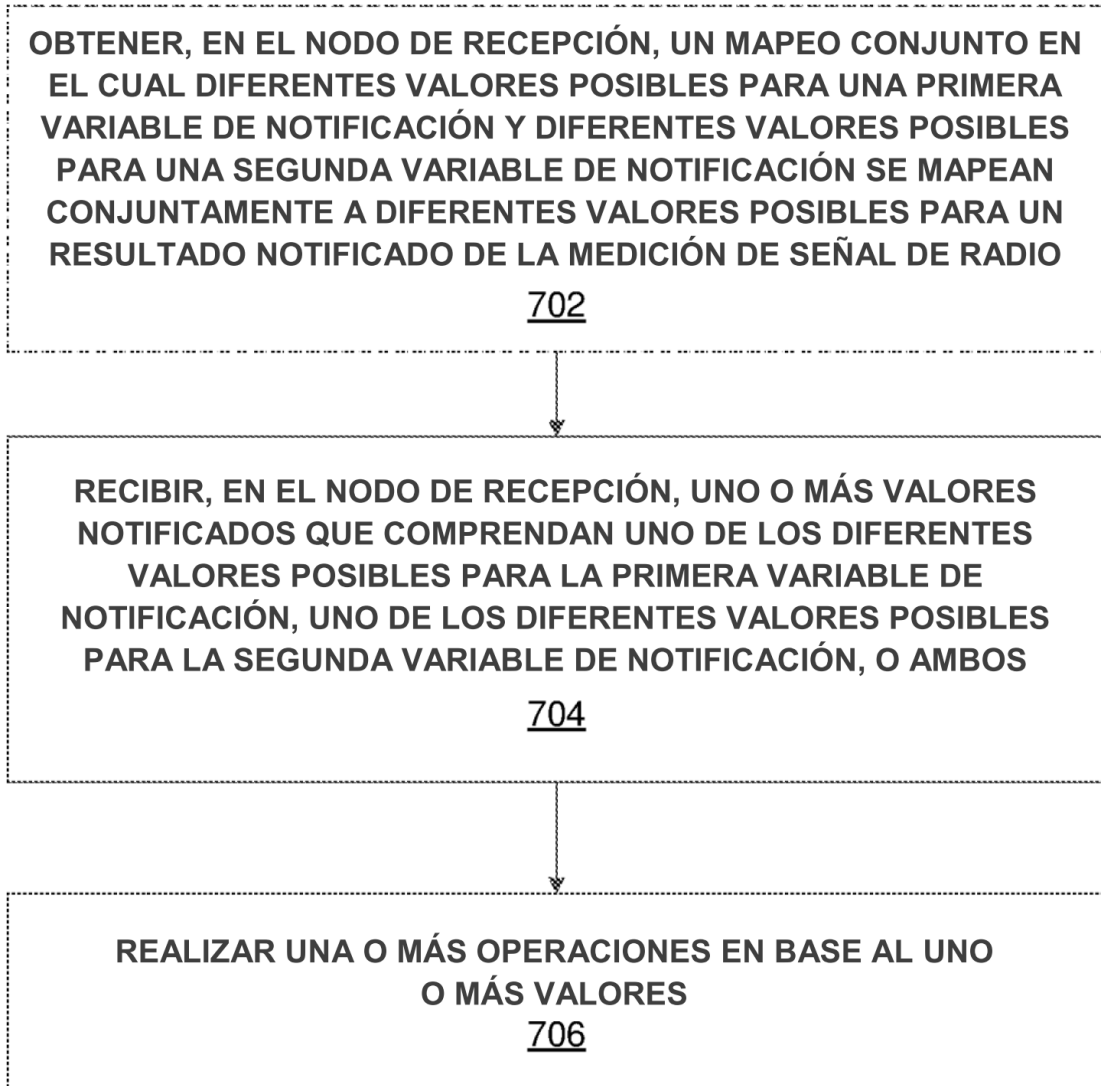 OBTENER, EN EL NODO DE RECEPCIÓN, UN MAPEO CONJUNTO EN
EL CUAL DIFERENTES VALORES POSIBLES PARA UNA PRIMERA
VARIABLE DE NOTIFICACIÓN Y DIFERENTES VALORES POSIBLES
PARA UNA SEGUNDA VARIABLE DE NOTIFICACIÓN SE MAPEAN
CONJUNTAMENTE A DIFERENTES VALORES POSIBLES PARA UN
RESULTADO NOTIFICADO DE LA MEDICIÓN DE SEÑAL DE RADIO
702
RECIBIR, EN EL NODO DE RECEPCIÓN, UNO O MÁS VALORES
NOTIFICADOS QUE COMPRENDAN UNO DE LOS DIFERENTES
VALORES POSIBLES PARA LA PRIMERA VARIABLE DE
NOTIFICACIÓN, UNO DE LOS DIFERENTES VALORES POSIBLES
PARA LA SEGUNDA VARIABLE DE NOTIFICACIÓN, O AMBOS
704
REALIZAR UNA O MÁS OPERACIONES EN BASE AL UNO
O MÁS VALORES
706